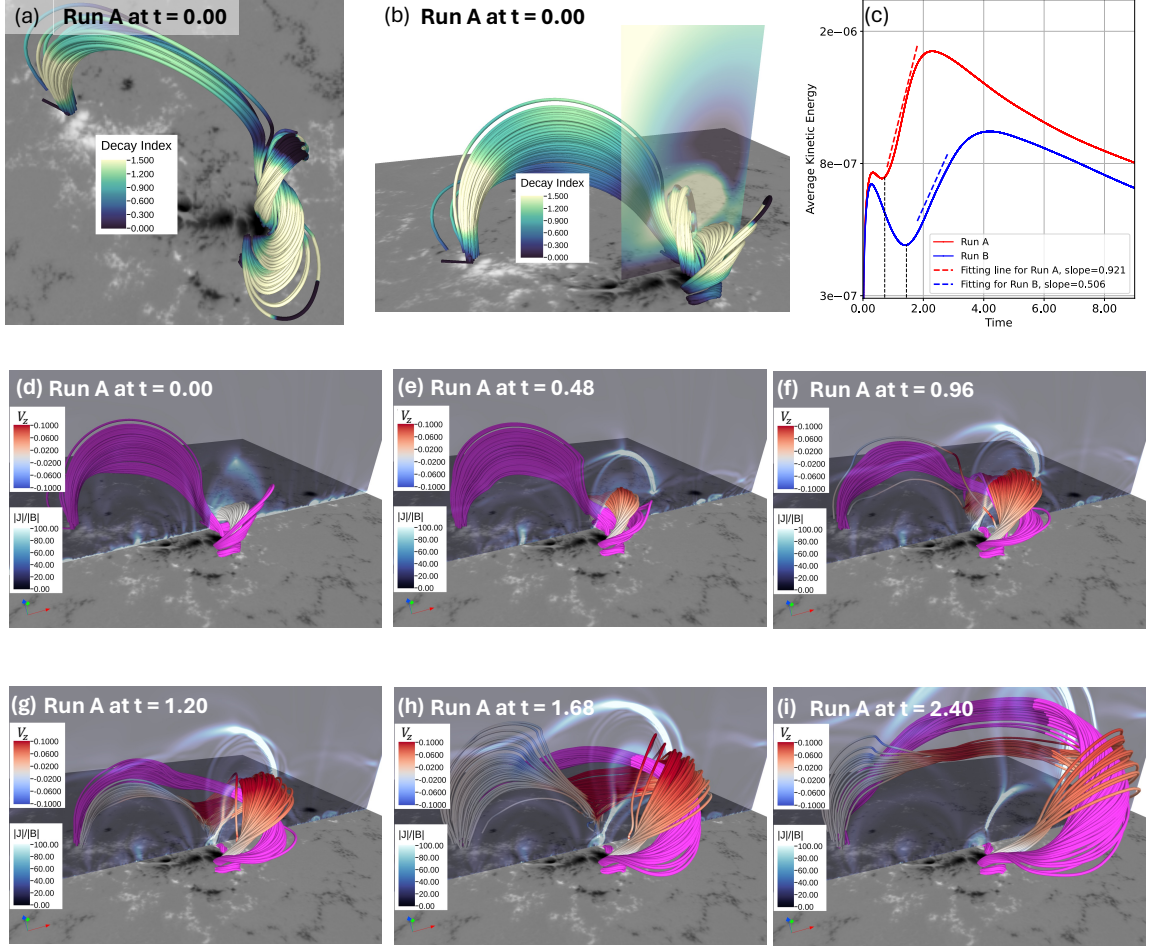 (a) Run A at t = 0.00
Decay Index
1.500
1.200
0.900
0.600
0.300
0.000
(b) Run A at t = 0.00
Decay Index
1.500
1.200
0.900
0.600
0.300
0.000
(c)
2e−06
8e−07
3e−07
Average Kinetic Energy
0.00 2.00 4.00 6.00 8.00
Time
Run A
Run B
Fitting line for Run A, slope=0.921
Fitting for Run B, slope=0.506
(d) Run A at t = 0.00
Vz
0.1000
0.0600
0.0200
-0.0200
-0.0600
-0.1000
|J|/|B|
100.00
80.00
60.00
40.00
20.00
0.00
(e) Run A at t = 0.48
Vz
0.1000
0.0600
0.0200
-0.0200
-0.0600
-0.1000
|J|/|B|
100.00
80.00
60.00
40.00
20.00
0.00
(f) Run A at t = 0.96
Vz
0.1000
0.0600
0.0200
-0.0200
-0.0600
-0.1000
|J|/|B|
100.00
80.00
60.00
40.00
20.00
0.00
(g) Run A at t = 1.20
Vz
0.1000
0.0600
0.0200
-0.0200
-0.0600
-0.1000
|J|/|B|
100.00
80.00
60.00
40.00
20.00
0.00
(h) Run A at t = 1.68
Vz
0.1000
0.0600
0.0200
-0.0200
-0.0600
-0.1000
|J|/|B|
100.00
80.00
60.00
40.00
20.00
0.00
(i) Run A at t = 2.40
Vz
0.1000
0.0600
0.0200
-0.0200
-0.0600
-0.1000
|J|/|B|
100.00
80.00
60.00
40.00
20.00
0.00